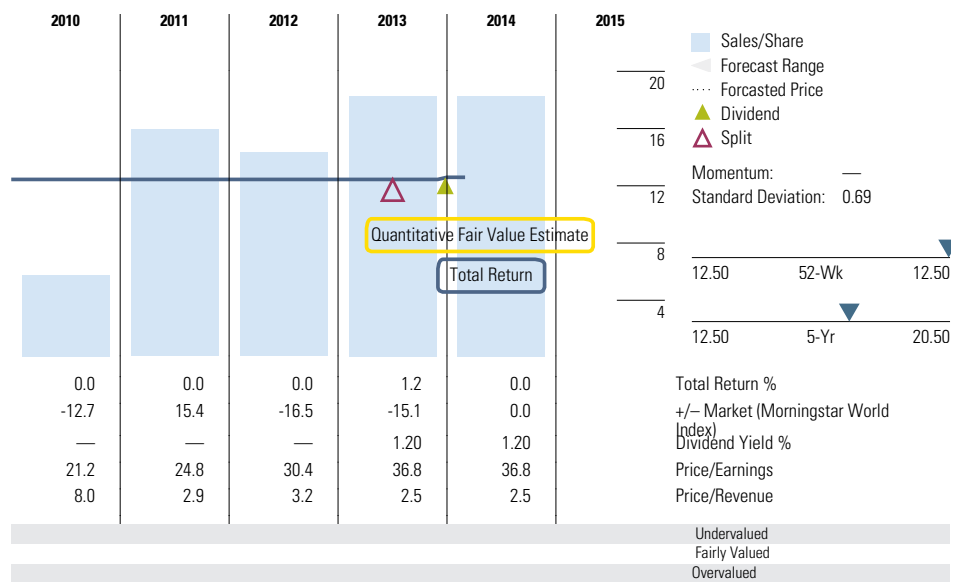 2010 2011 2012 2013 2014 2015
Sales/Share
Forecast Range
Forcasted Price
Dividend
Split
Momentum: —
Standard Deviation: 0.69
20
16
12
8
4
Quantitative Fair Value Estimate
Total Return
12.50 52-Wk 12.50
12.50 5-Yr 20.50
0.0 0.0 0.0 1.2 0.0 Total Return %
-12.7 15.4 -16.5 -15.1 0.0 +/– Market (Morningstar World
Index)
— — — 1.20 1.20 Dividend Yield %
21.2 24.8 30.4 36.8 36.8 Price/Earnings
8.0 2.9 3.2 2.5 2.5 Price/Revenue
Undervalued
Fairly Valued
Overvalued